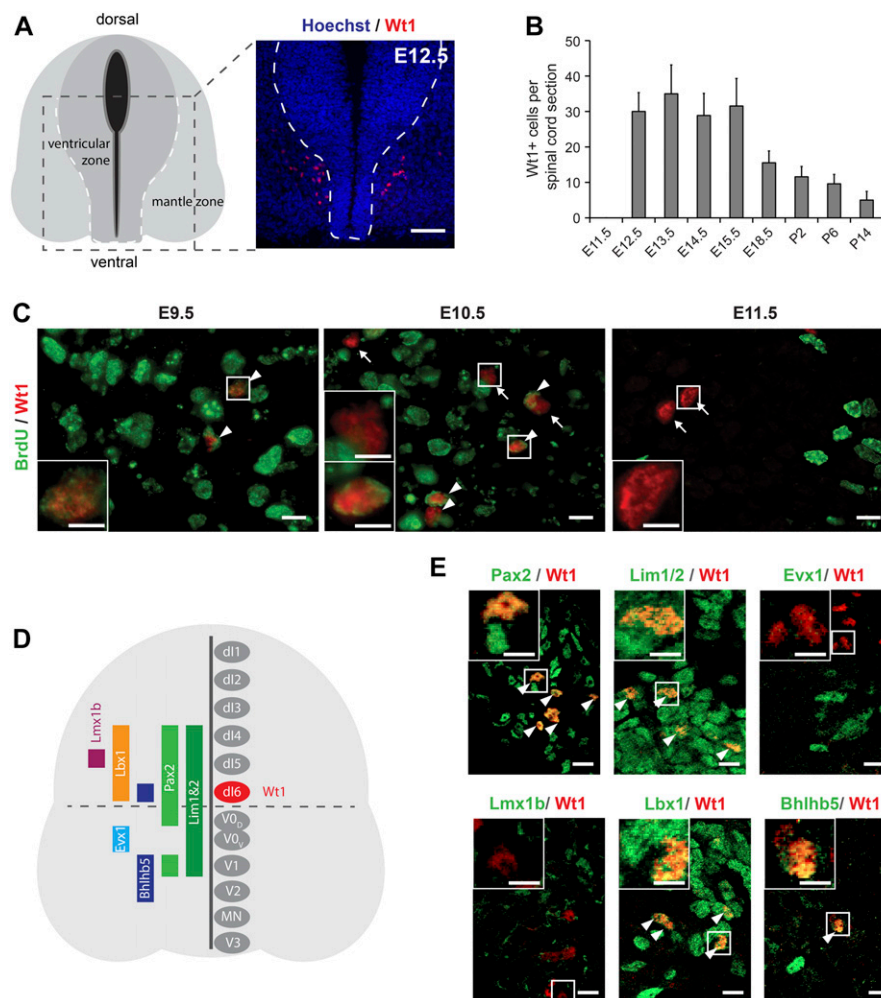 A
dorsal
ventricular
zone
mantle zone
ventral
Hoechst / Wt1
E12.5
B
Wt1+ cells per
spinal cord section
50
40
30
20
10
0
E11.5
E12.5
E13.5
E14.5
E15.5
E18.5
P2
P6
P14
C
BrdU / Wt1
E9.5
E10.5
E11.5
D
Lmx1b
Lbx1
Evx1
Bhlhb5
Pax2
Lim1&2
dI1
dI2
dI3
dI4
dI5
dI6
Wt1
V0D
V0V
V1
V2
MN
V3
E
Pax2 / Wt1
Lim1/2 / Wt1
Evx1/ Wt1
Lmx1b/ Wt1
Lbx1/ Wt1
Bhlhb5/ Wt1